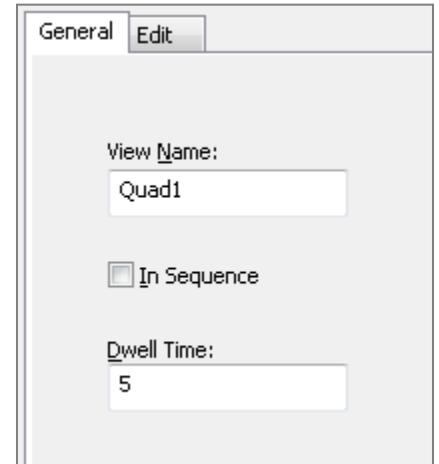 General Edit
View Name:
Quad1
In Sequence
Dwell Time:
5